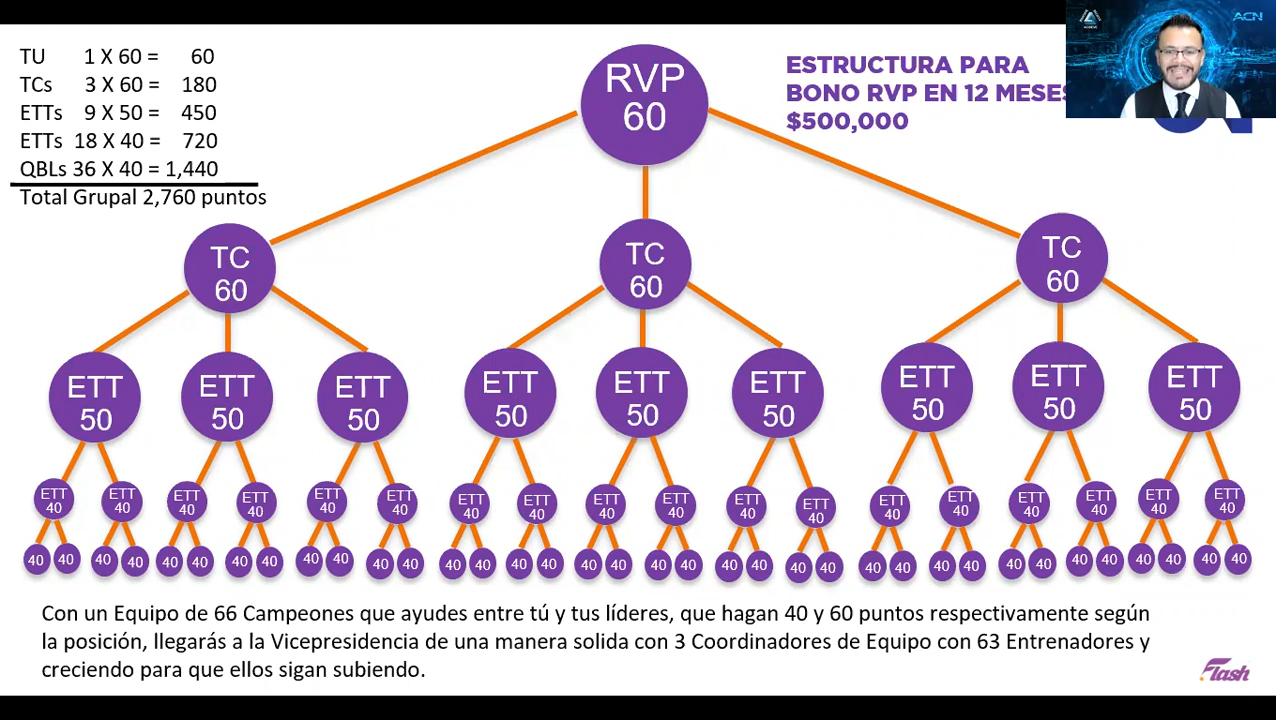 TU 1 X 60 = 60
TCs 3 X 60 = 180
ETTs 9 X 50 = 450
ETTs 18 X 40 = 720
QBLs 36 X 40 = 1,440
Total Grupal 2,760 puntos
RVP
60
ESTRUCTURA PARA
BONO RVP EN 12 MESES
$500,000
ACN
TC
60
TC
60
TC
60
ETT
50
ETT
50
ETT
50
ETT
50
ETT
50
ETT
50
ETT
50
ETT
50
ETT
50
ETT
40
ETT
40
ETT
40
ETT
40
ETT
40
ETT
40
ETT
40
ETT
40
ETT
40
ETT
40
ETT
40
ETT
40
ETT
40
ETT
40
ETT
40
ETT
40
ETT
40
ETT
40
40 40 40 40 40 40 40 40 40 40 40 40 40 40 40 40 40 40 40 40 40 40 40 40 40 40 40 40 40 40 40 40 40 40 40 40
Con un Equipo de 66 Campeones que ayudes entre tú y tus líderes, que hagan 40 y 60 puntos respectivamente según
la posición, llegarás a la Vicepresidencia de una manera solida con 3 Coordinadores de Equipo con 63 Entrenadores y
creciendo para que ellos sigan subiendo.
Flash